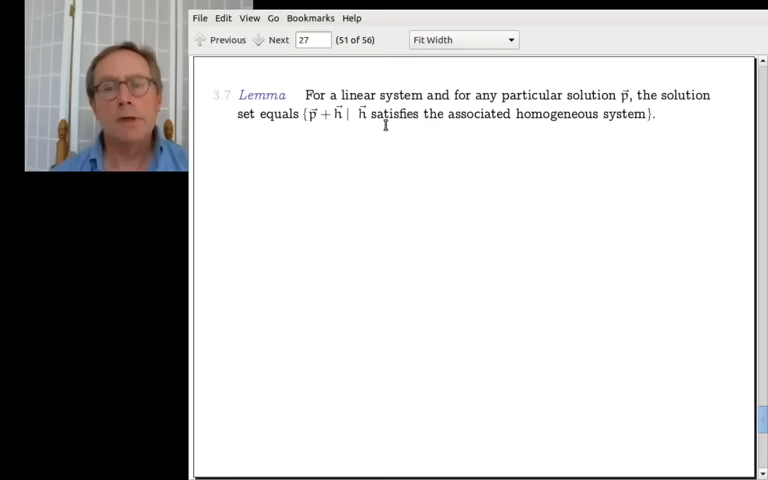 File Edit View Go Bookmarks Help
Previous Next 27 (51 of 56) Fit Width
3.7 Lemma For a linear system and for any particular solution p⃗, the solution
set equals {p⃗ + h⃗ | h⃗ satisfies the associated homogeneous system}.